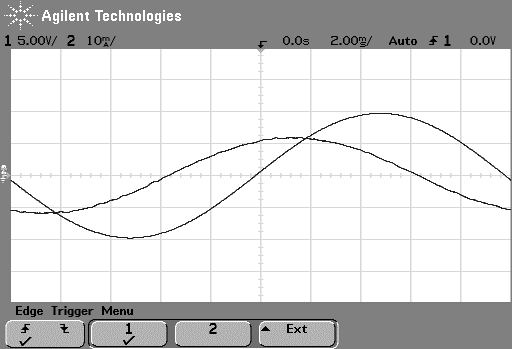 Agilent Technologies
1 5.00V/ 2 10mA/ 0.0s 2.00ms/ Auto 1 0.0V
Edge Trigger Menu
1 2 Ext